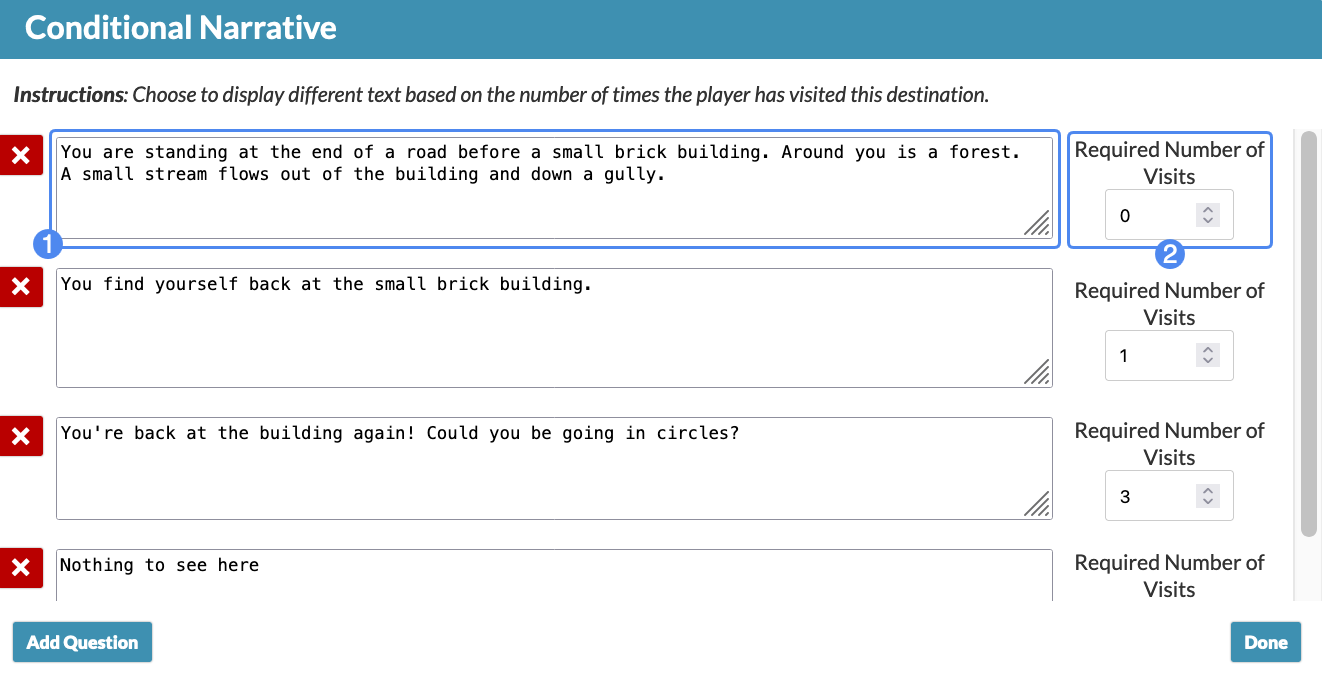 Conditional Narrative
Instructions: Choose to display different text based on the number of times the player has visited this destination.
You are standing at the end of a road before a small brick building. Around you is a forest.
A small stream flows out of the building and down a gully.
Required Number of
Visits
0
1
2
You find yourself back at the small brick building.
Required Number of
Visits
1
You're back at the building again! Could you be going in circles?
Required Number of
Visits
3
Nothing to see here
Required Number of
Visits
Add Question
Done